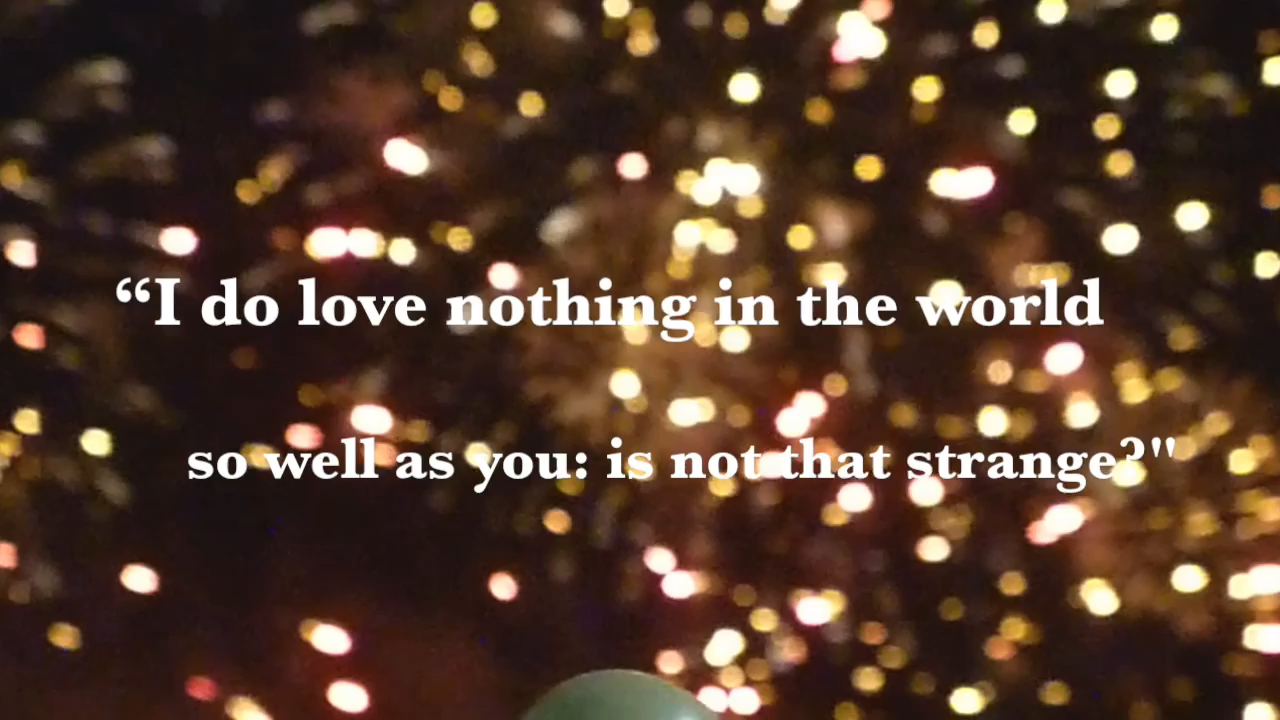 “I do love nothing in the world
so well as you: is not that strange?"